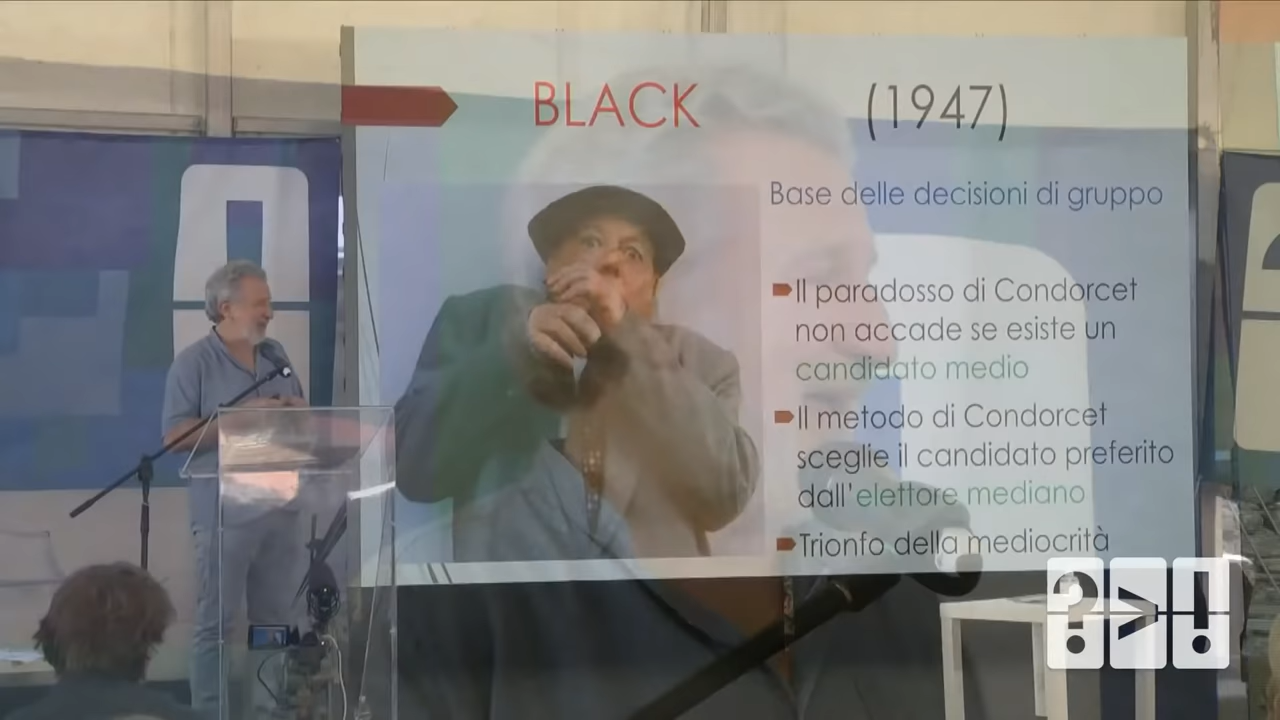 BLACK (1947)
Base delle decisioni di gruppo
Il paradosso di Condorcet
non accade se esiste un
candidato medio
Il metodo di Condorcet
sceglie il candidato preferito
dall'elettore mediano
Trionfo della mediocrità
?>!